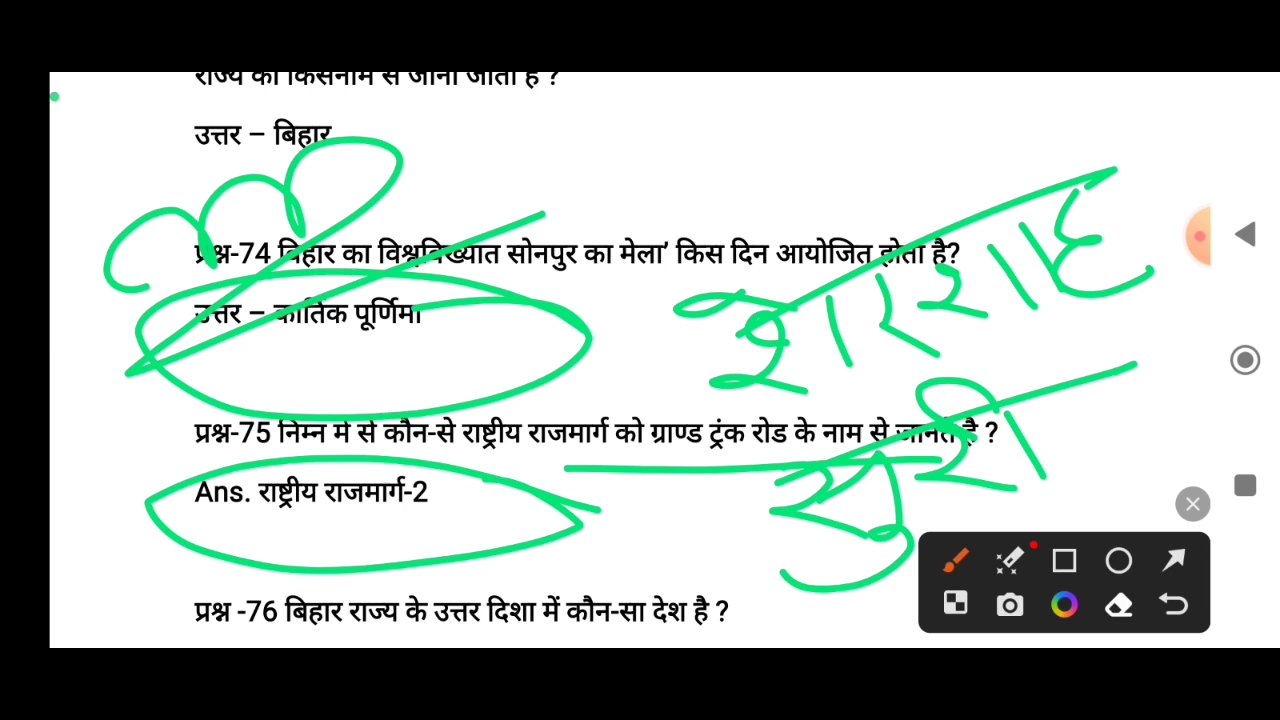 राज्य को किसनाम से जाना जाता है ?
उत्तर – बिहार
प्रश्न-74 बिहार का विश्वविख्यात सोनपुर का मेला’ किस दिन आयोजित होता है?
उत्तर – कार्तिक पूर्णिमा
प्रश्न-75 निम्न में से कौन-से राष्ट्रीय राजमार्ग को ग्राण्ड ट्रंक रोड के नाम से जानते है ?
Ans. राष्ट्रीय राजमार्ग-2
प्रश्न -76 बिहार राज्य के उत्तर दिशा में कौन-सा देश है ?